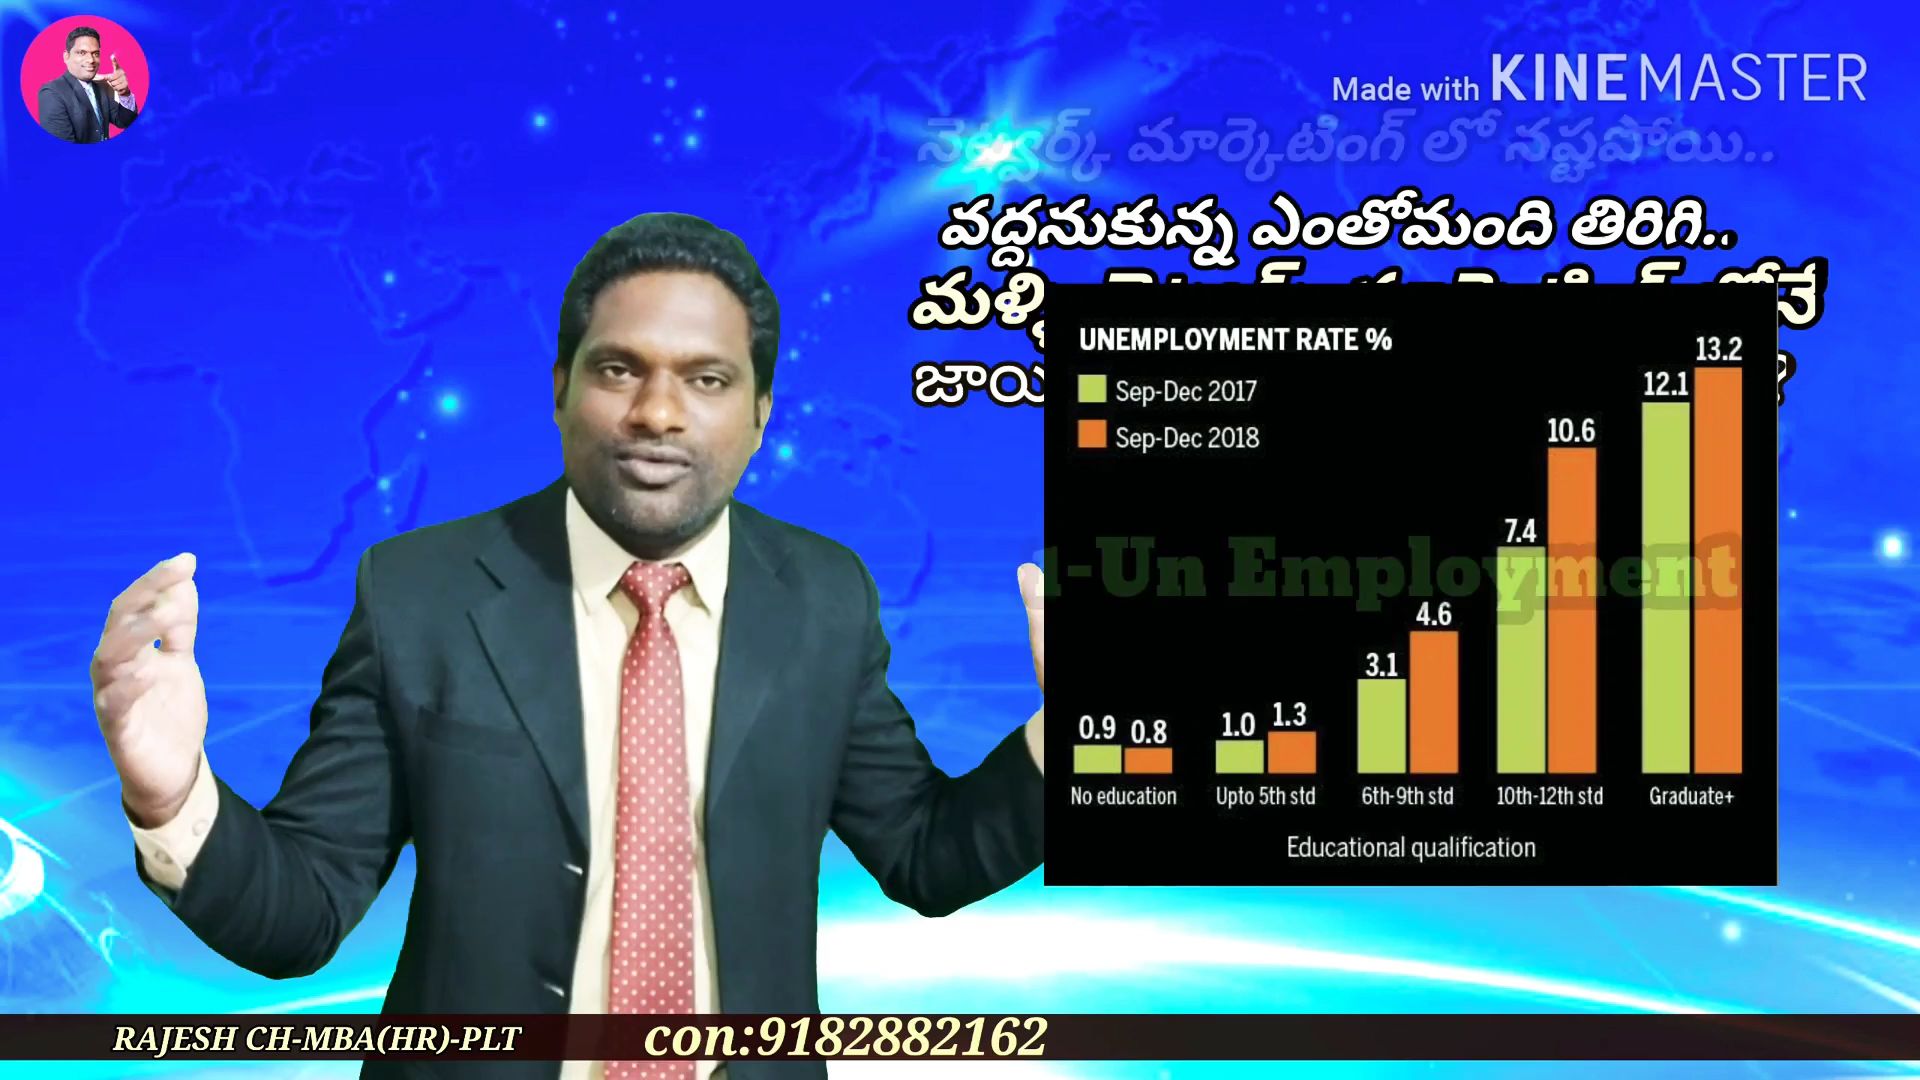 Made with KINEMASTER
నెట్వర్క్ మార్కెటింగ్ లో నష్టపోయి..
వద్దనుకున్న ఎంతోమంది తిరిగి..
మళ్ళి
UNEMPLOYMENT RATE %
Sep-Dec 2017
Sep-Dec 2018
0.9 0.8 1.0 1.3 3.1 4.6 7.4 10.6 12.1 13.2
1-Un Employment
No education Upto 5th std 6th-9th std 10th-12th std Graduate+
Educational qualification
RAJESH CH-MBA(HR)-PLT con:9182882162